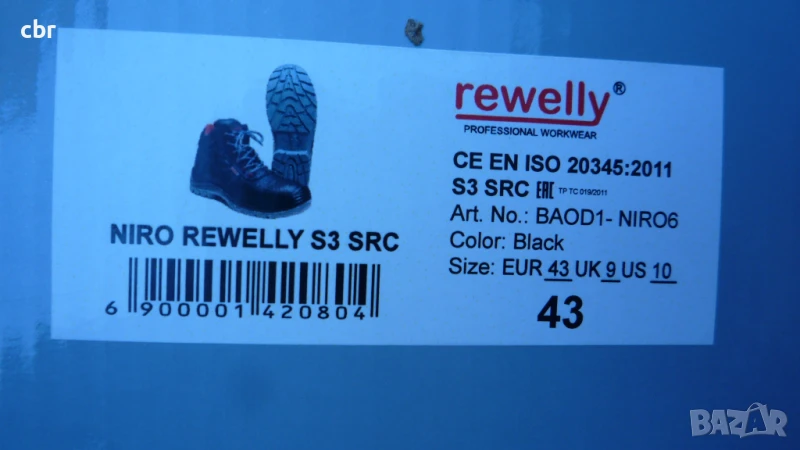 cbr
rewelly®
PROFESSIONAL WORKWEAR
CE EN ISO 20345:2011
S3 SRC EAC TP TC 019/2011
Art. No.: BAOD1- NIRO6
Color: Black
Size: EUR 43 UK 9 US 10
43
NIRO REWELLY S3 SRC
6 900001 420804
BAZAR